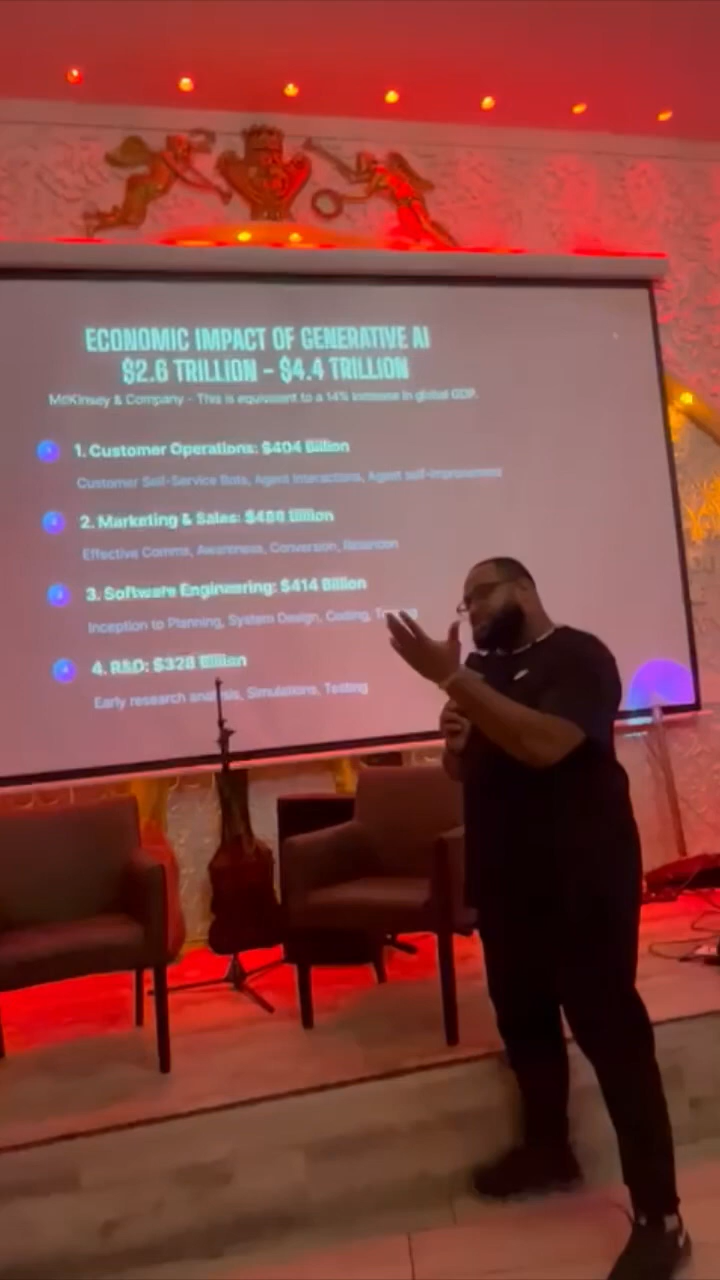 ECONOMIC IMPACT OF GENERATIVE AI
$2.6 TRILLION - $4.4 TRILLION
McKinsey & Company - This is equivalent to a 14% increase in global GDP.
1. Customer Operations: $404 Billion
Customer Self-Service Bots, Agent Interactions, Agent self-improvement
2. Marketing & Sales: Billion
Effective Comms, Awareness, Conversion, Retention
3. Software Engineering: $414 Billion
Inception to Planning, System Design, Coding,
4. R&D: $328 Billion
Early research analysis, Simulations, Testing